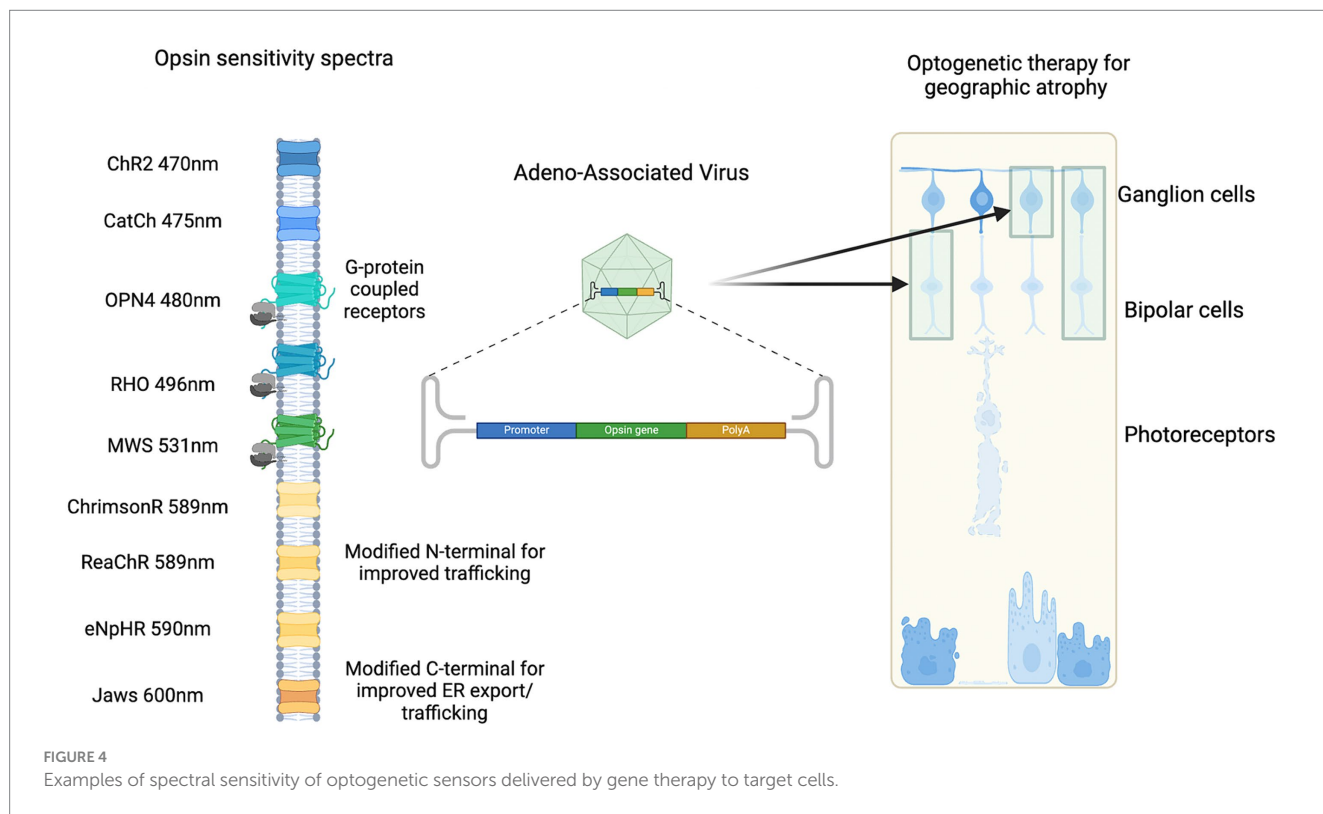 Opsin sensitivity spectra
ChR2 470nm
CatCh 475nm
OPN4 480nm
G-protein
coupled
receptors
RHO 496nm
MWS 531nm
ChrimsonR 589nm
ReaChR 589nm
Modified N-terminal for
improved trafficking
eNpHR 590nm
Jaws 600nm
Modified C-terminal for
improved ER export/
trafficking
Adeno-Associated Virus
Promoter
Opsin gene
PolyA
Optogenetic therapy for
geographic atrophy
Ganglion cells
Bipolar cells
Photoreceptors
FIGURE 4
Examples of spectral sensitivity of optogenetic sensors delivered by gene therapy to target cells.